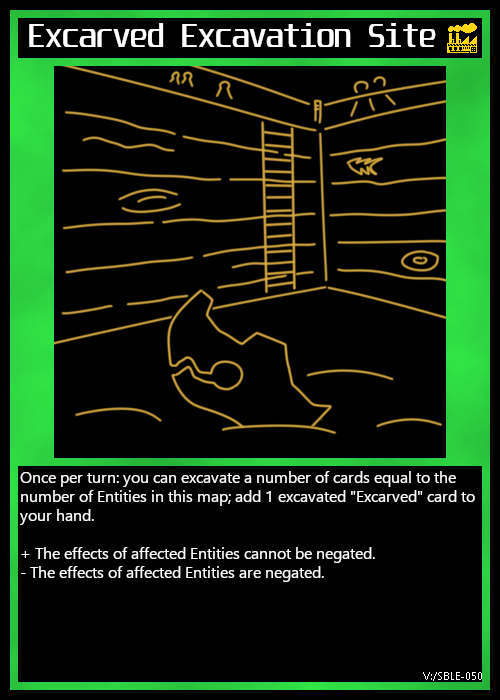 Excarved Excavation Site
Once per turn: you can excavate a number of cards equal to the
number of Entities in this map; add 1 excavated "Excarved" card to
your hand.
+ The effects of affected Entities cannot be negated.
- The effects of affected Entities are negated.
V:/SBLE-050